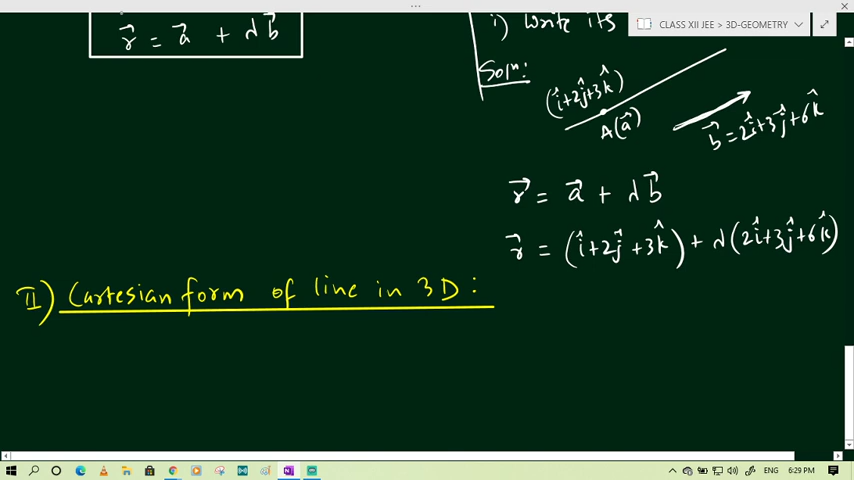 r⃗ = a⃗ + λb⃗
i) Write its
CLASS XII JEE > 3D-GEOMETRY
Solⁿ:
(î+2ĵ+3k̂)
A(a⃗)
b⃗ = 2î+3ĵ+6k̂
r⃗ = a⃗ + λb⃗
r⃗ = (î+2ĵ+3k̂) + λ(2î+3ĵ+6k̂)
II) Cartesian form of line in 3D:
ENG 6:29 PM